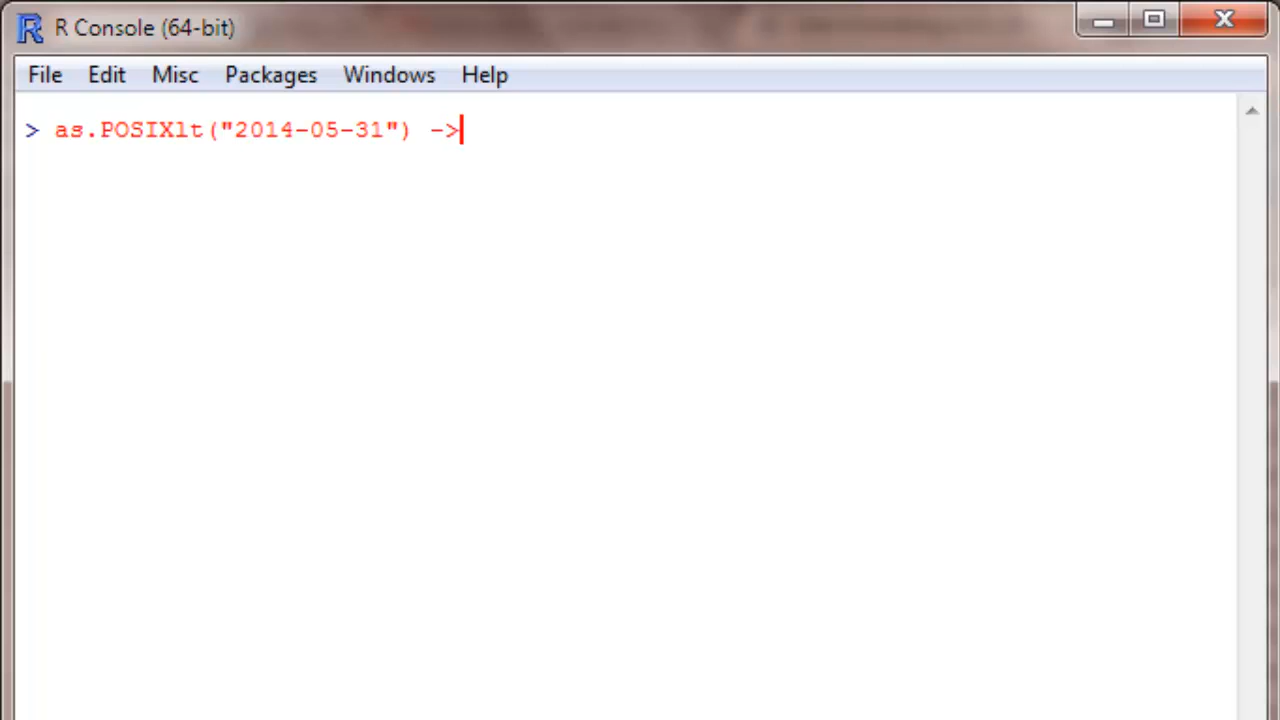 R Console (64-bit)
File Edit Misc Packages Windows Help
> as.POSIXlt("2014-05-31") ->